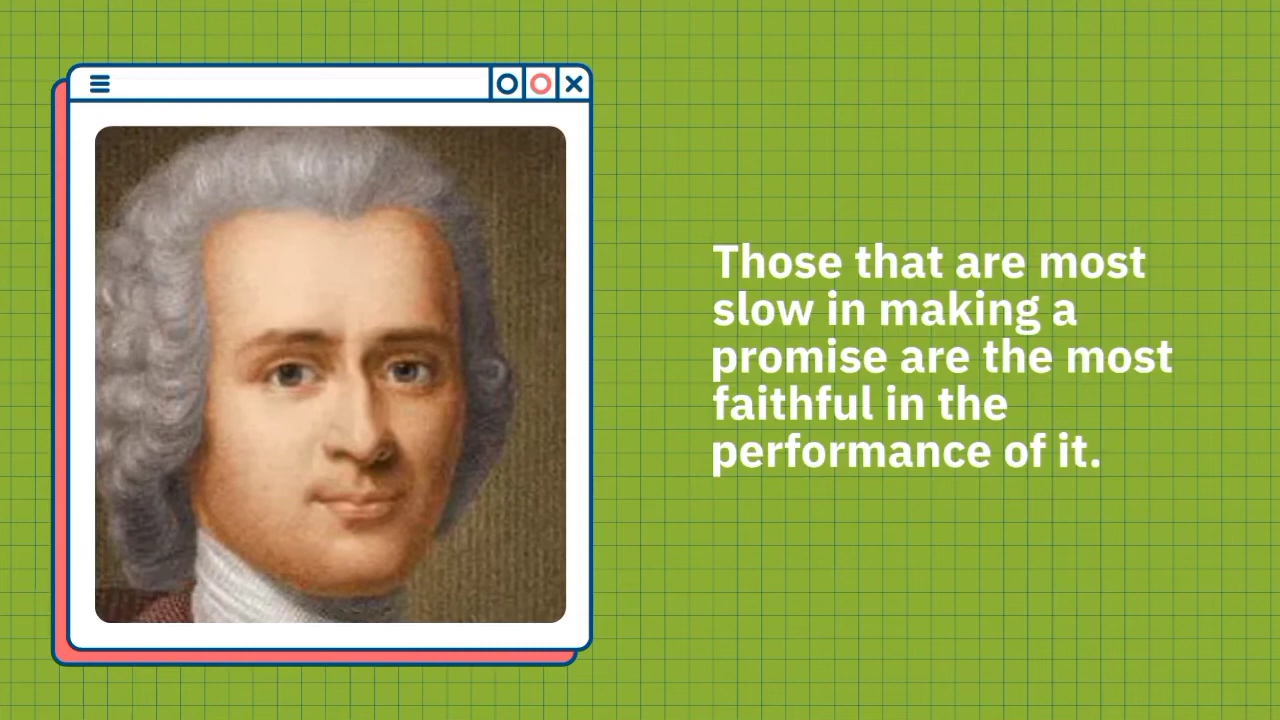 Those that are most
slow in making a
promise are the most
faithful in the
performance of it.